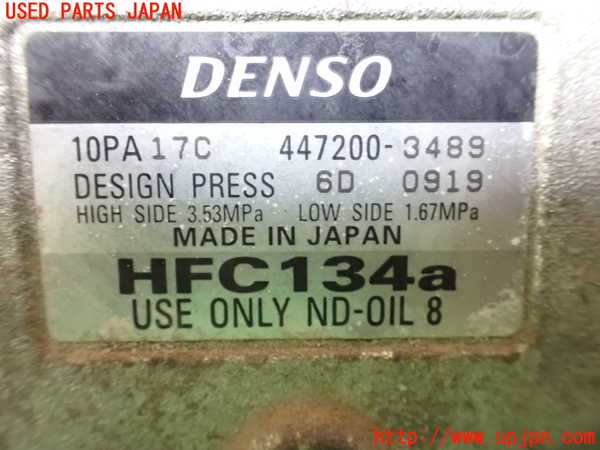 USED PARTS JAPAN
DENSO
10PA17C 447200-3489
DESIGN PRESS 6D 0919
HIGH SIDE 3.53MPa LOW SIDE 1.67MPa
MADE IN JAPAN
HFC134a
USE ONLY ND-OIL 8
http://www.upjpn.com/